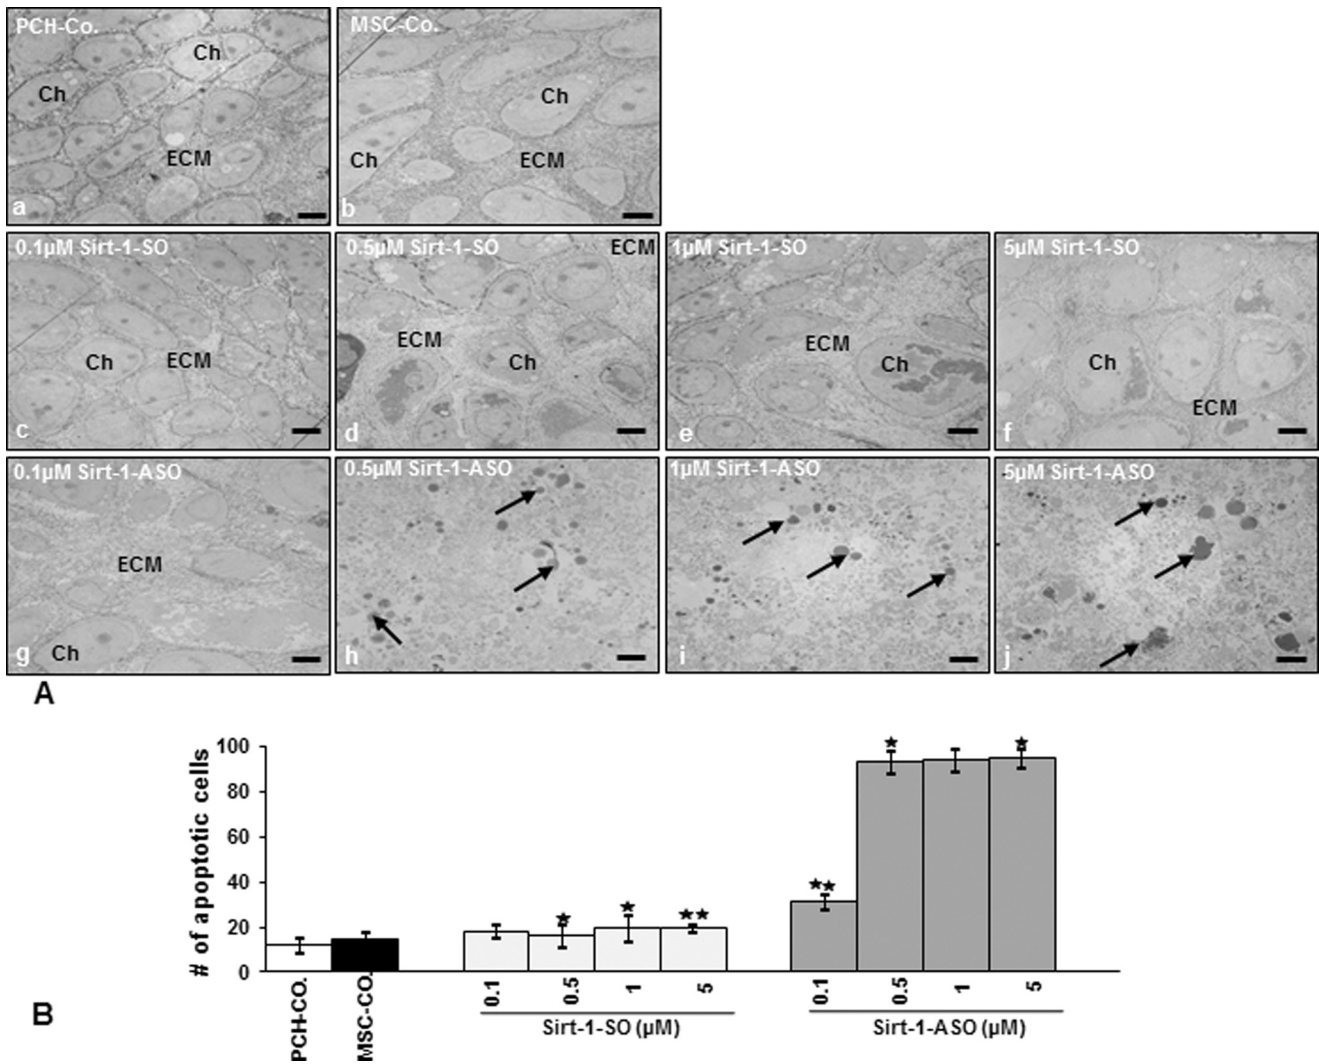 PCH-Co.
Ch
Ch
ECM
a
MSC-Co.
Ch
Ch
ECM
b
0.1µM Sirt-1-SO
Ch
ECM
c
0.5µM Sirt-1-SO
ECM
ECM
Ch
d
1µM Sirt-1-SO
ECM
Ch
e
5µM Sirt-1-SO
Ch
ECM
f
0.1µM Sirt-1-ASO
ECM
Ch
g
0.5µM Sirt-1-ASO
h
1µM Sirt-1-ASO
i
5µM Sirt-1-ASO
j
A
# of apoptotic cells
100
80
60
40
20
0
★
★
★★
★★
★
★
PCH-CO.
MSC-CO.
0.1
0.5
1
5
0.1
0.5
1
5
Sirt-1-SO (µM)
Sirt-1-ASO (µM)
B